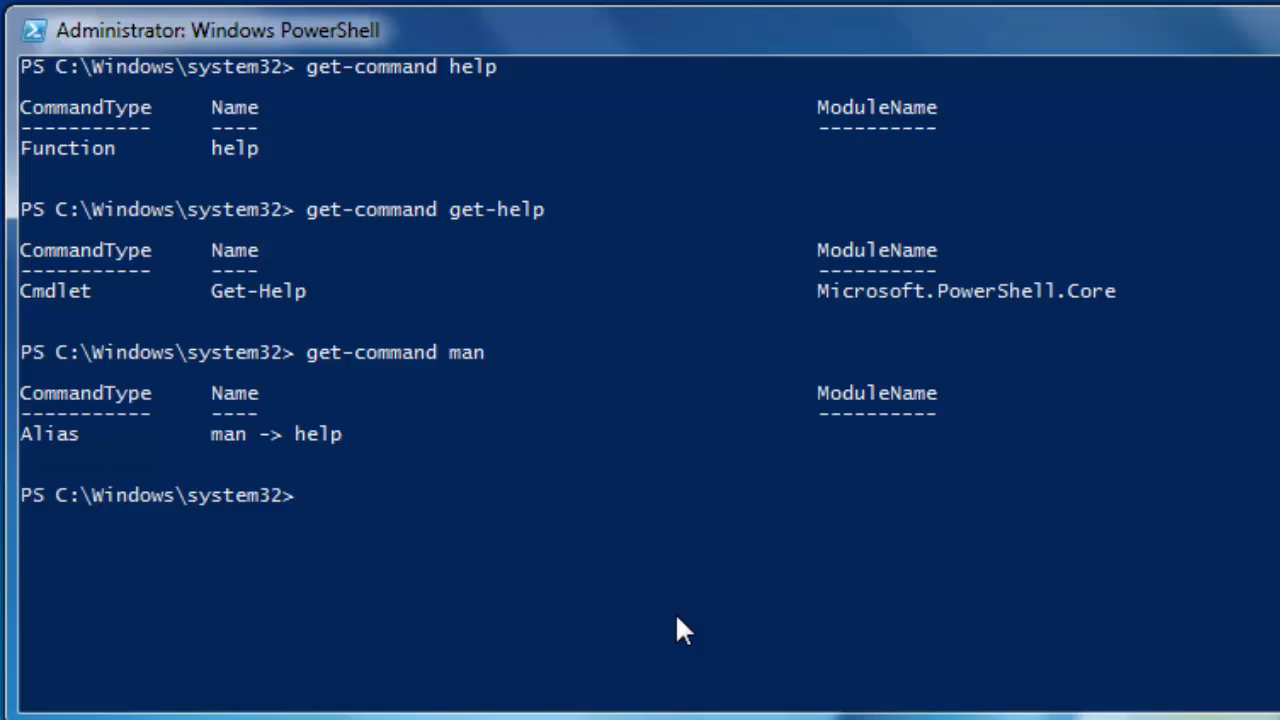 Administrator: Windows PowerShell
PS C:\Windows\system32> get-command help
CommandType Name ModuleName
----------- ---- ----------
Function help
PS C:\Windows\system32> get-command get-help
CommandType Name ModuleName
----------- ---- ----------
Cmdlet Get-Help Microsoft.PowerShell.Core
PS C:\Windows\system32> get-command man
CommandType Name ModuleName
----------- ---- ----------
Alias man -> help
PS C:\Windows\system32>